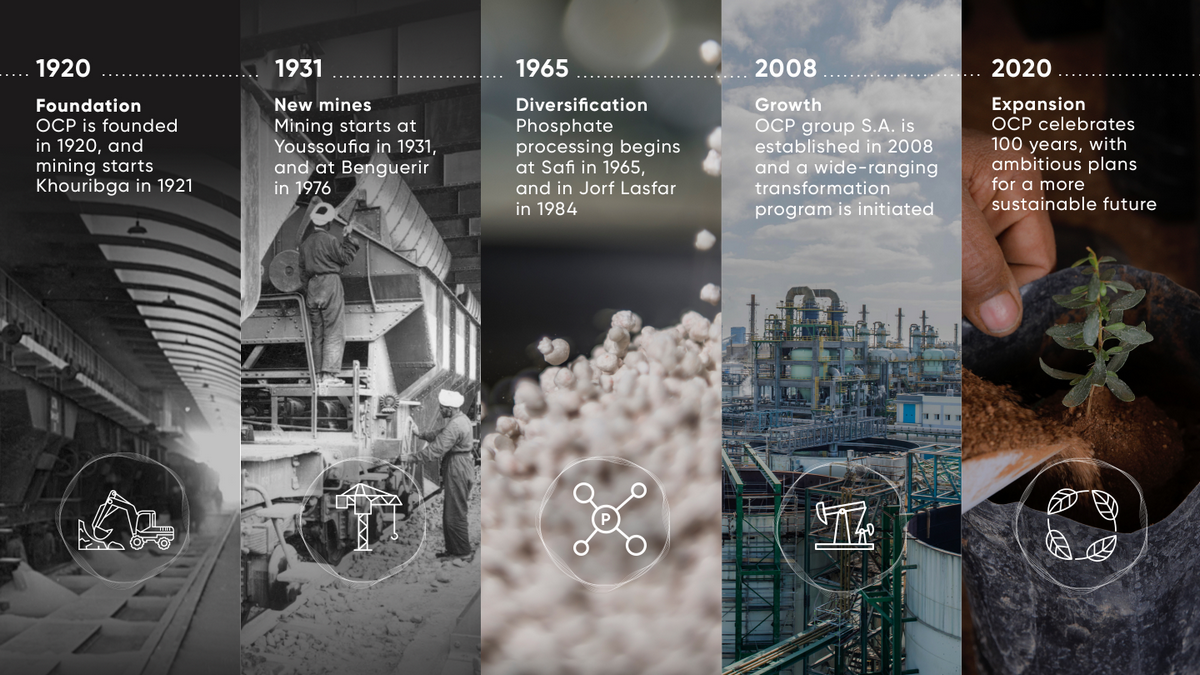 1920
Foundation
OCP is founded
in 1920, and
mining starts
Khouribga in 1921
1931
New mines
Mining starts at
Youssoufia in 1931,
and at Benguerir
in 1976
1965
Diversification
Phosphate
processing begins
at Safi in 1965,
and in Jorf Lasfar
in 1984
P
2008
Growth
OCP group S.A. is
established in 2008
and a wide-ranging
transformation
program is initiated
2020
Expansion
OCP celebrates
100 years, with
ambitious plans
for a more
sustainable future